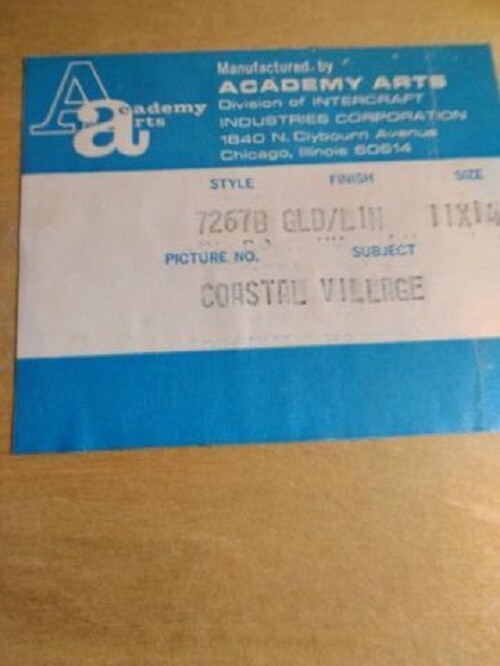 Aa
Academy
Arts
Manufactured by
ACADEMY ARTS
Division of INTERCRAFT
INDUSTRIES CORPORATION
1840 N. Clybourn Avenue
Chicago, Illinois 60614
STYLE FINISH SIZE
7267B GLD/LIN 11X14
PICTURE NO. SUBJECT
COASTAL VILLAGE